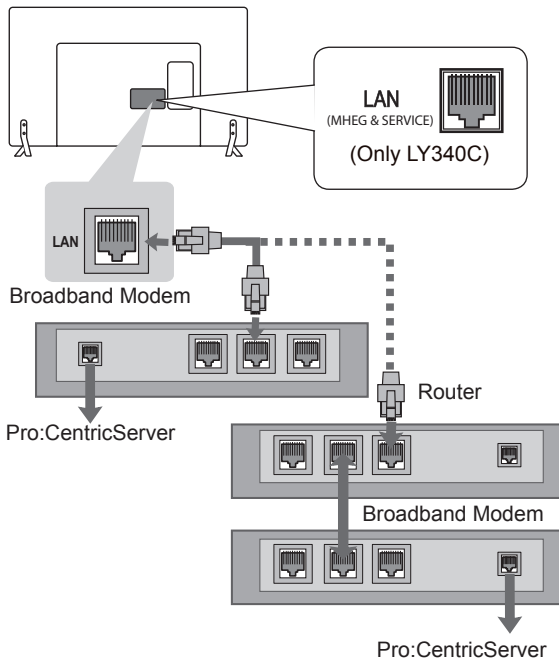 LAN
(MHEG & SERVICE)
(Only LY340C)
LAN
Broadband Modem
Pro:CentricServer
Router
Broadband Modem
Pro:CentricServer